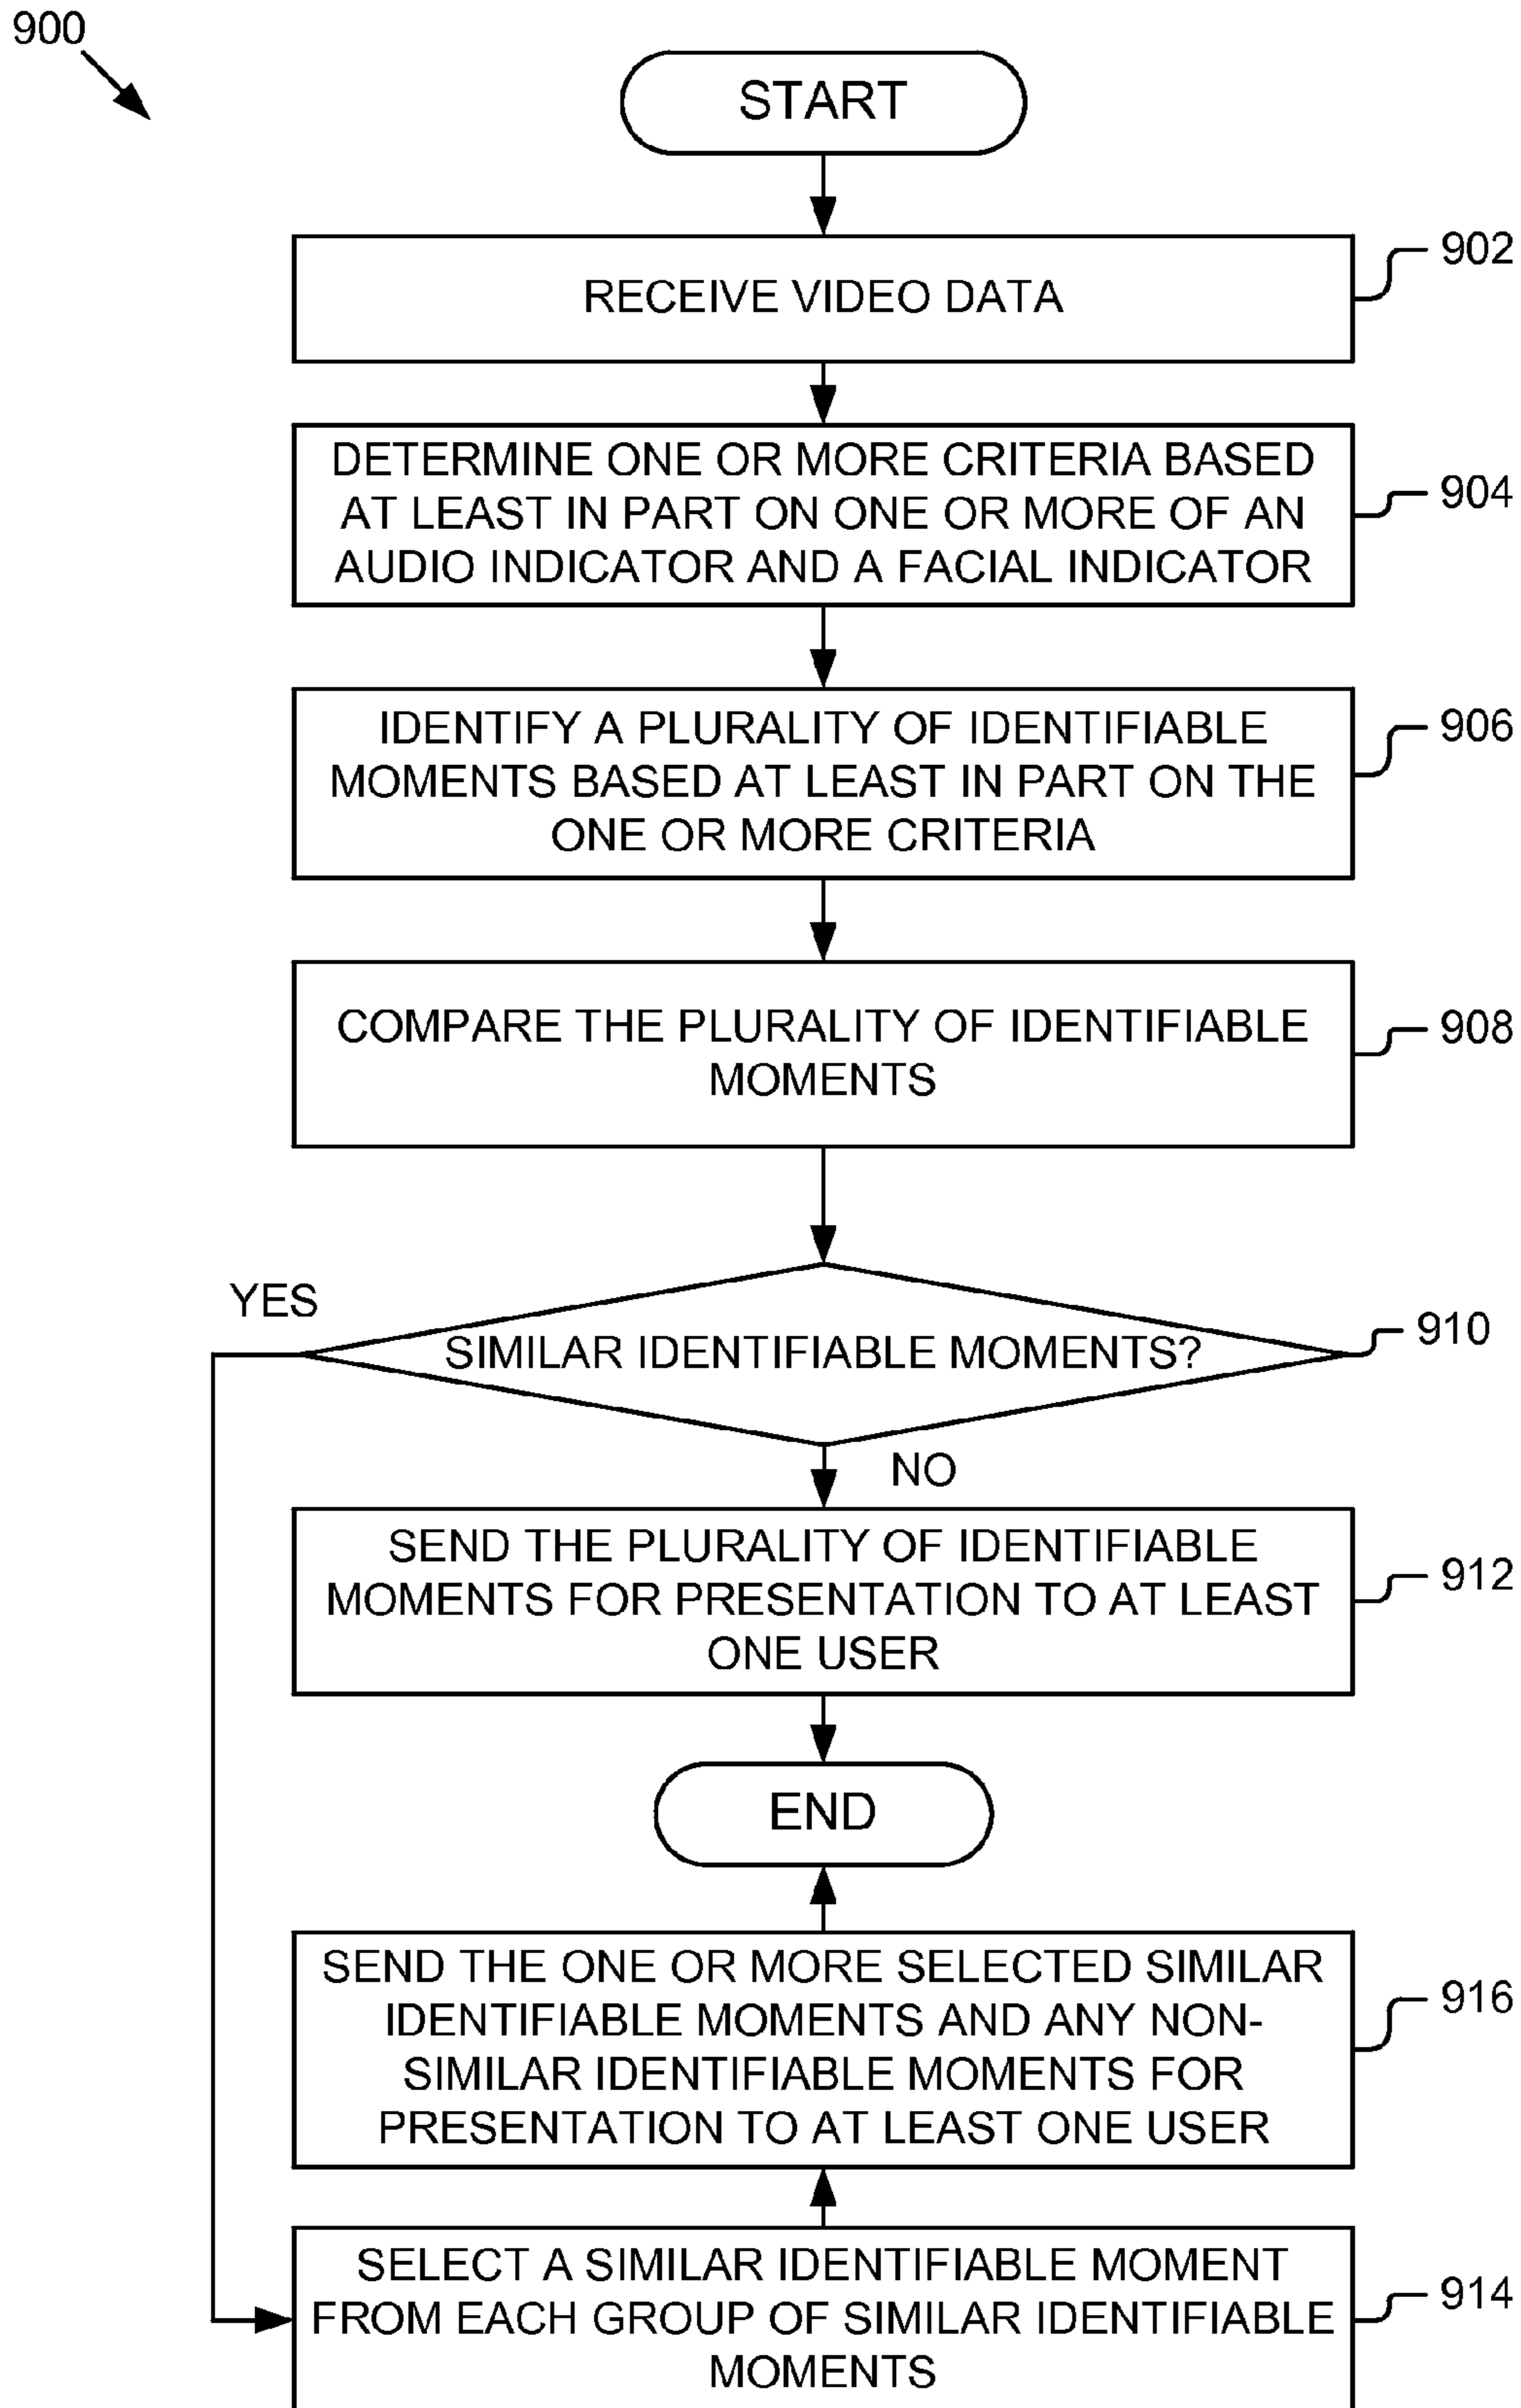 900
START
RECEIVE VIDEO DATA
902
DETERMINE ONE OR MORE CRITERIA BASED
AT LEAST IN PART ON ONE OR MORE OF AN
AUDIO INDICATOR AND A FACIAL INDICATOR
904
IDENTIFY A PLURALITY OF IDENTIFIABLE
MOMENTS BASED AT LEAST IN PART ON THE
ONE OR MORE CRITERIA
906
COMPARE THE PLURALITY OF IDENTIFIABLE
MOMENTS
908
YES
SIMILAR IDENTIFIABLE MOMENTS?
910
NO
SEND THE PLURALITY OF IDENTIFIABLE
MOMENTS FOR PRESENTATION TO AT LEAST
ONE USER
912
END
SEND THE ONE OR MORE SELECTED SIMILAR
IDENTIFIABLE MOMENTS AND ANY NON-
SIMILAR IDENTIFIABLE MOMENTS FOR
PRESENTATION TO AT LEAST ONE USER
916
SELECT A SIMILAR IDENTIFIABLE MOMENT
FROM EACH GROUP OF SIMILAR IDENTIFIABLE
MOMENTS
914